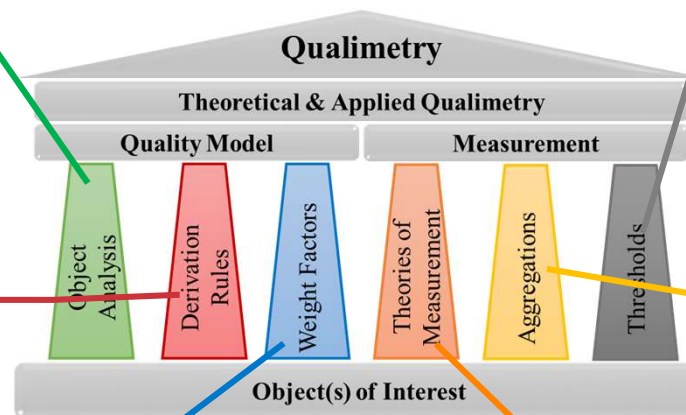 Qualimetry
Theoretical & Applied Qualimetry
Quality Model
Measurement
Object
Analysis
Derivation
Rules
Weight Factors
Theories of
Measurement
Aggregations
Thresholds
Object(s) of Interest